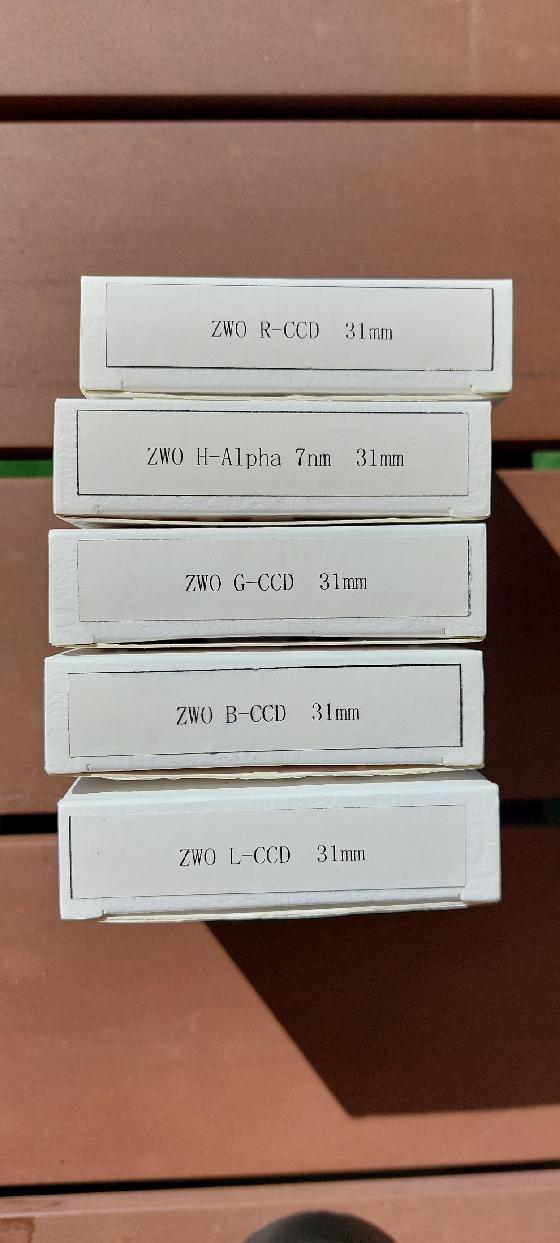 ZWO R-CCD 31mm
ZWO H-Alpha 7nm 31mm
ZWO G-CCD 31mm
ZWO B-CCD 31mm
ZWO L-CCD 31mm